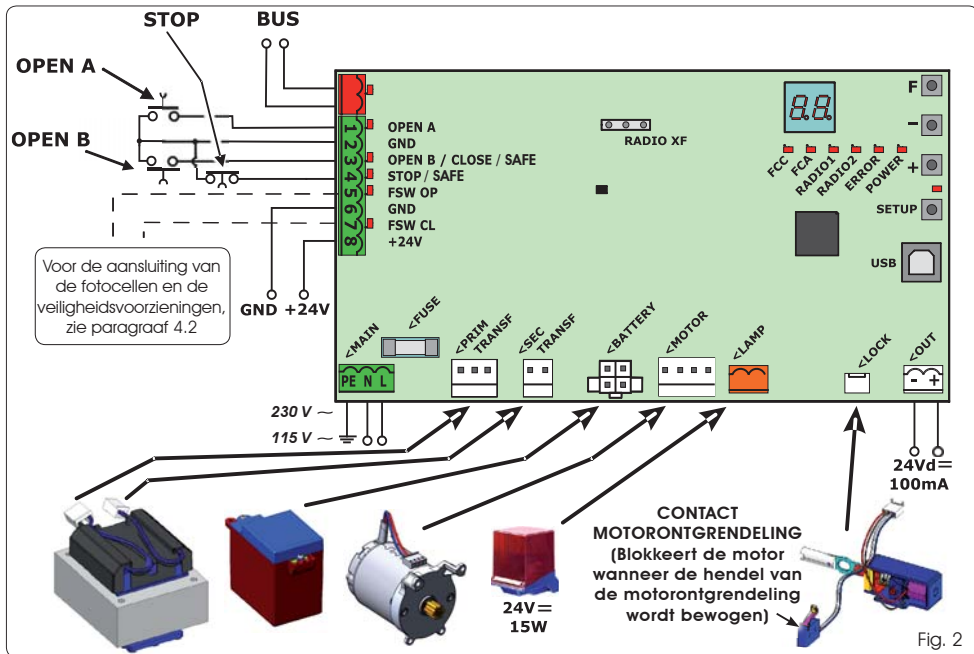 STOP
BUS
OPEN A
OPEN B
1 OPEN A
2 GND
3 OPEN B / CLOSE / SAFE
4 STOP / SAFE
5 FSW OP
6 GND
7 FSW CL
8 +24V
RADIO XF
8.8.
F
-
+
SETUP
USB
FCC
FCA
RADIO1
RADIO2
ERROR
POWER
Voor de aansluiting van
de fotocellen en de
veiligheidsvoorzieningen,
zie paragraaf 4.2
GND +24V
<MAIN
<FUSE
<PRIM
TRANSF
<SEC
TRANSF
<BATTERY
<MOTOR
<LAMP
<LOCK
<OUT
PE N L
- +
230 V ~
115 V ~
24Vd=
100mA
24V=
15W
CONTACT
MOTORONTGRENDELING
(Blokkeert de motor
wanneer de hendel van
de motorontgrendeling
wordt bewogen)
Fig. 2